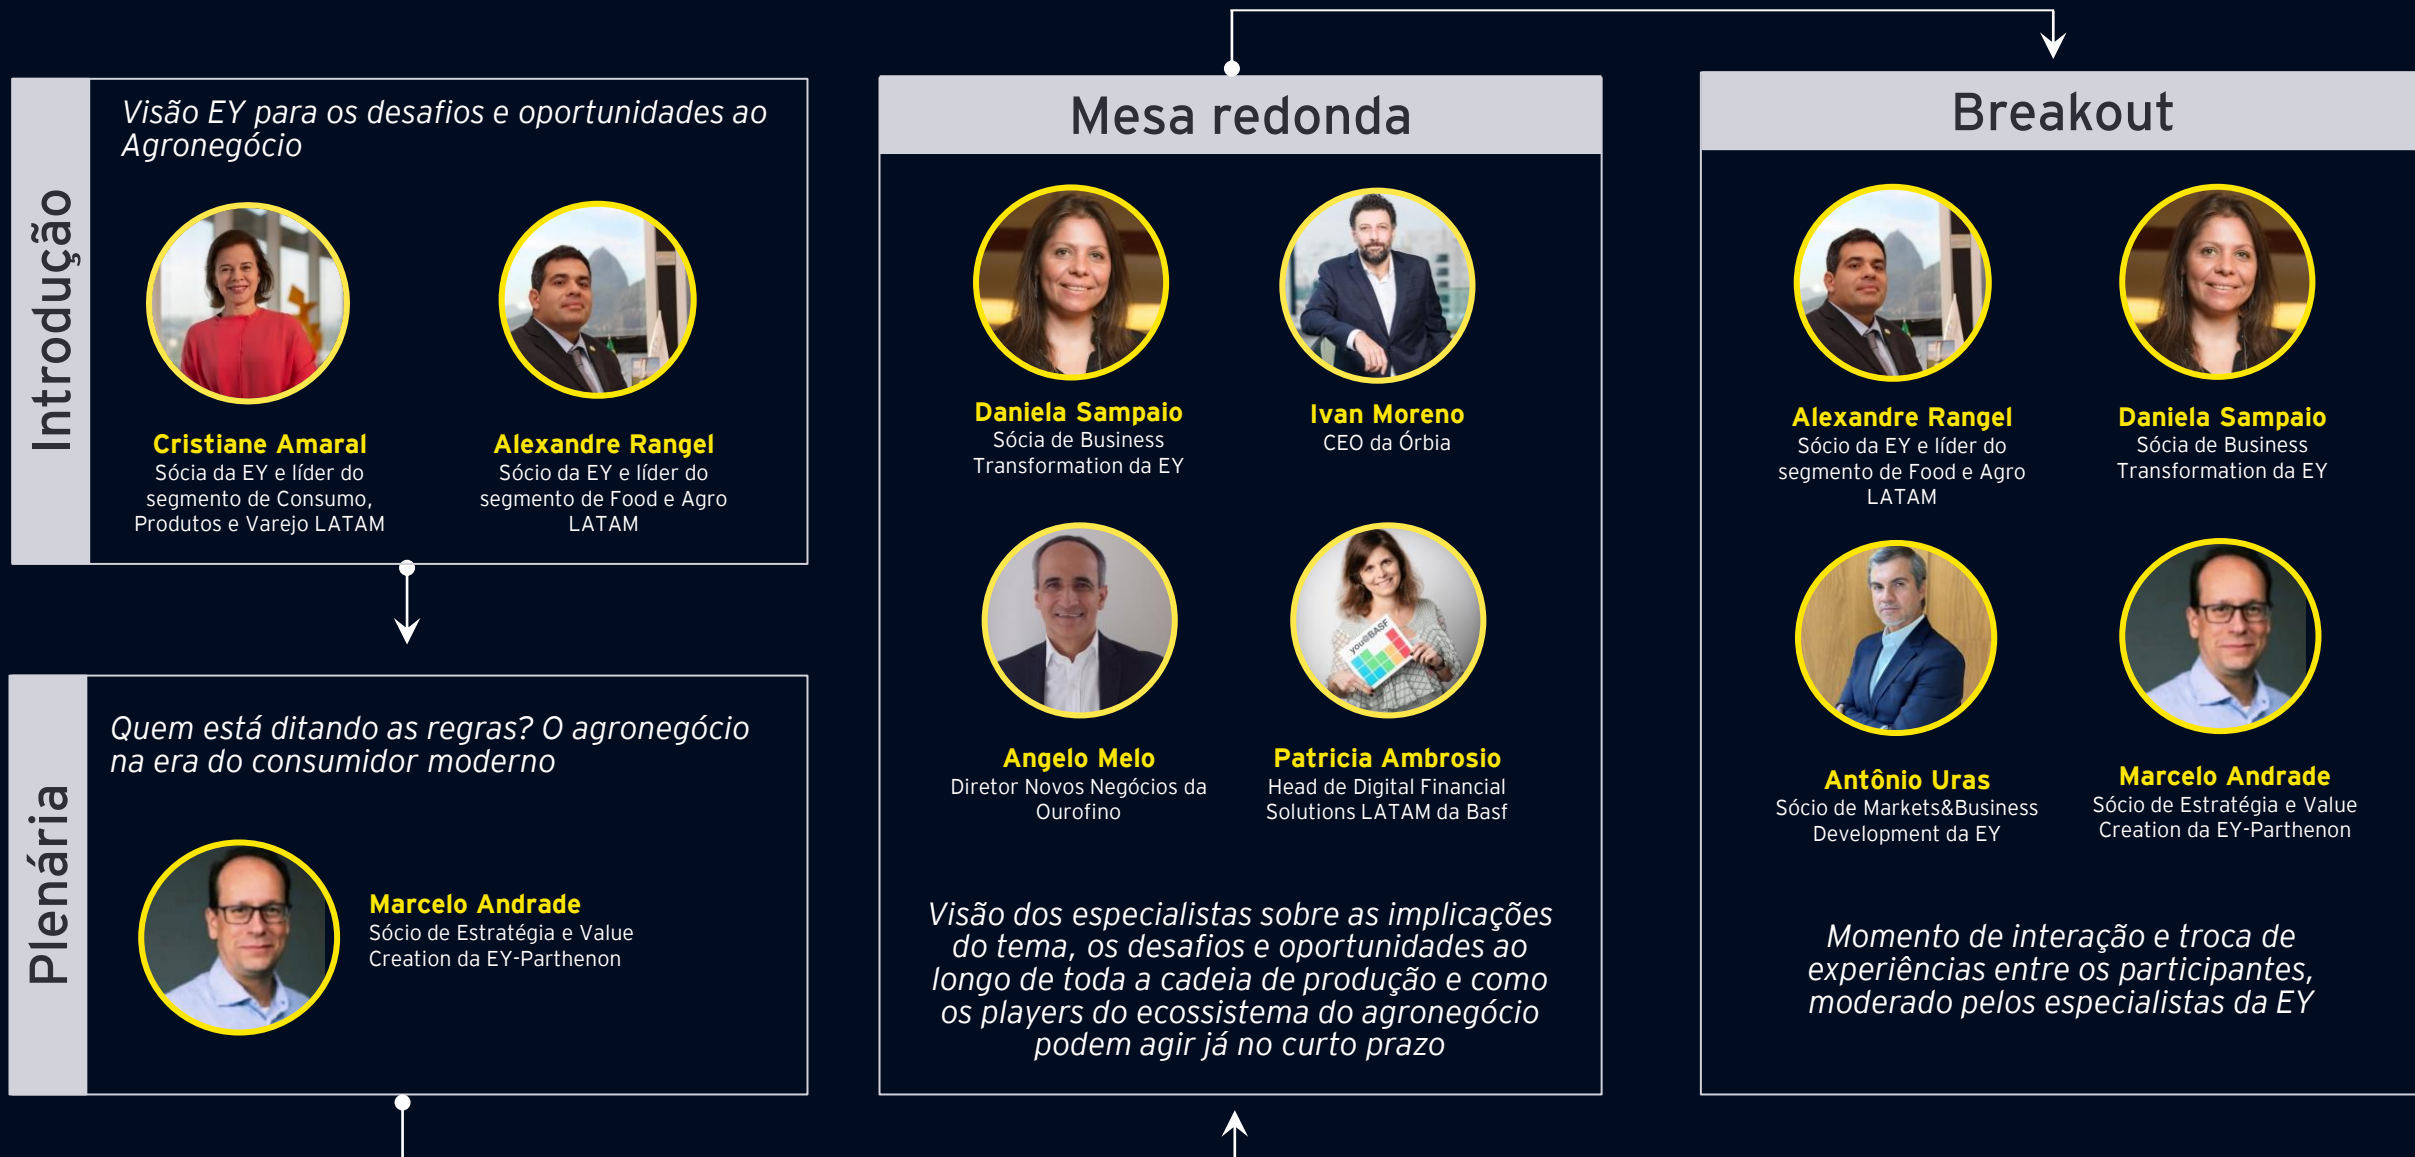 Introdução
Visão EY para os desafios e oportunidades ao
Agronegócio
Cristiane Amaral
Sócia da EY e líder do
segmento de Consumo,
Produtos e Varejo LATAM
Alexandre Rangel
Sócio da EY e líder do
segmento de Food e Agro
LATAM
Plenária
Quem está ditando as regras? O agronegócio
na era do consumidor moderno
Marcelo Andrade
Sócio de Estratégia e Value
Creation da EY-Parthenon
Mesa redonda
Daniela Sampaio
Sócia de Business
Transformation da EY
Ivan Moreno
CEO da Órbia
you@BASF
Angelo Melo
Diretor Novos Negócios da
Ourofino
Patricia Ambrosio
Head de Digital Financial
Solutions LATAM da Basf
Visão dos especialistas sobre as implicações
do tema, os desafios e oportunidades ao
longo de toda a cadeia de produção e como
os players do ecossistema do agronegócio
podem agir já no curto prazo
Breakout
Alexandre Rangel
Sócio da EY e líder do
segmento de Food e Agro
LATAM
Daniela Sampaio
Sócia de Business
Transformation da EY
Antônio Uras
Sócio de Markets&Business
Development da EY
Marcelo Andrade
Sócio de Estratégia e Value
Creation da EY-Parthenon
Momento de interação e troca de
experiências entre os participantes,
moderado pelos especialistas da EY